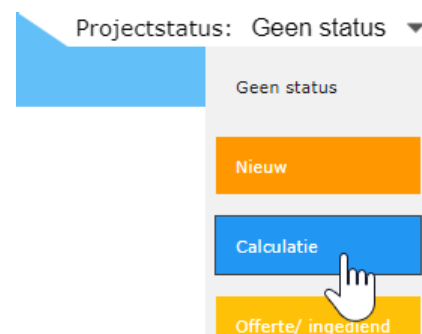 Projectstatus: Geen status
Geen status
Nieuw
Calculatie
Offerte/ ingediend